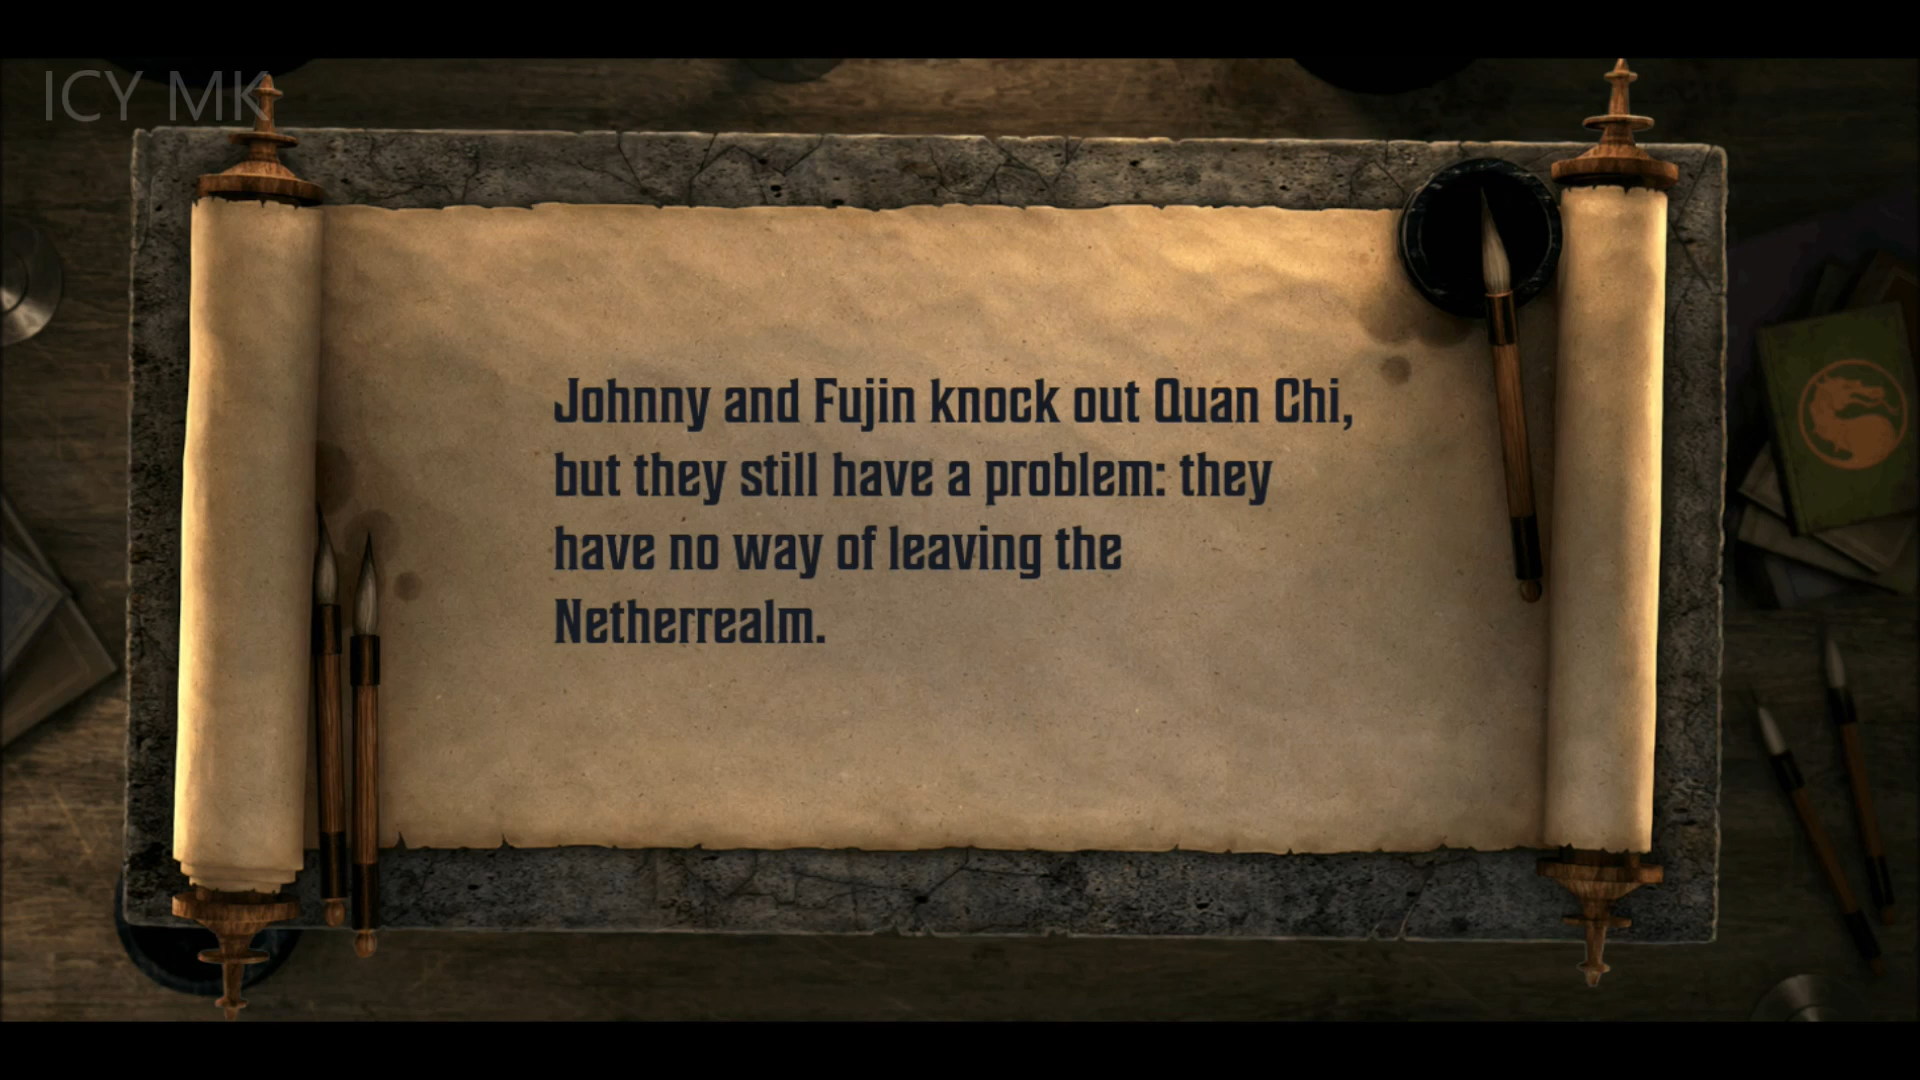 ICY MK
Johnny and Fujin knock out Quan Chi,
but they still have a problem: they
have no way of leaving the
Netherrealm.